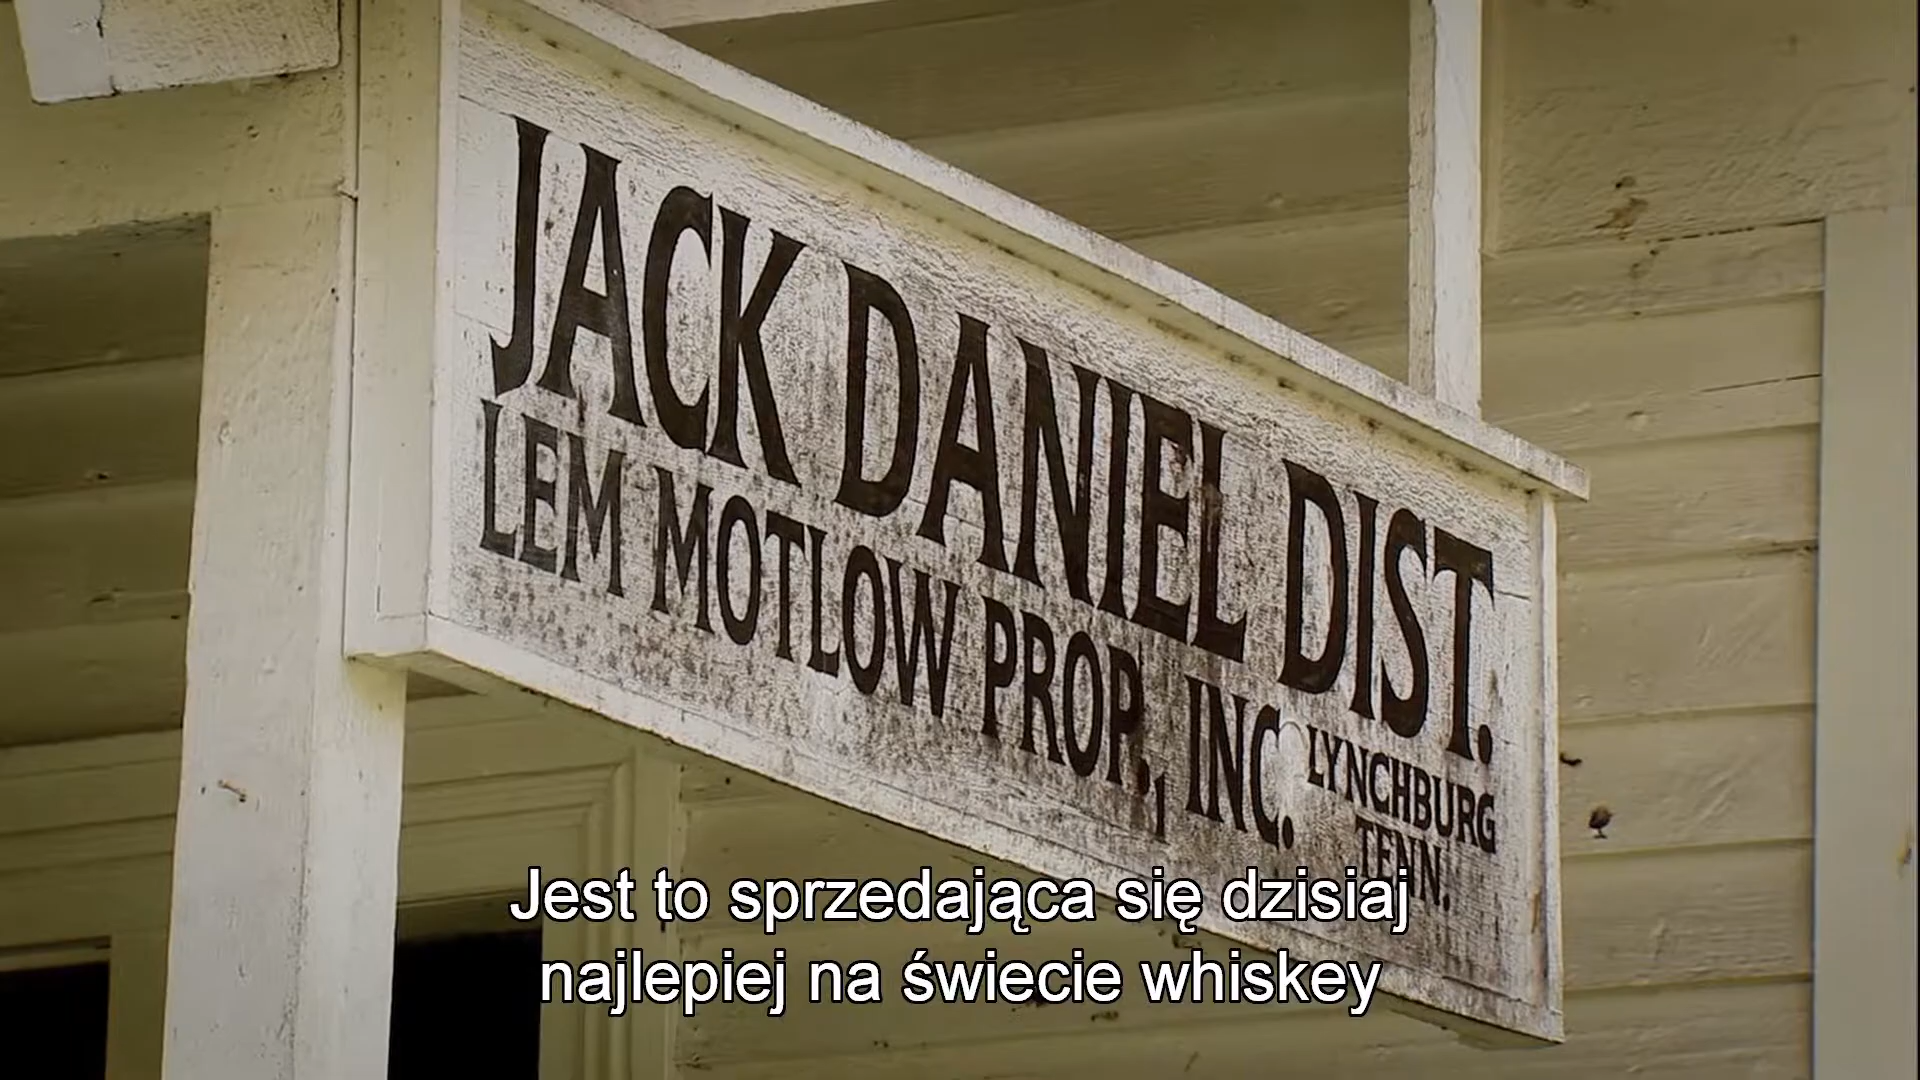 JACK DANIEL DIST.
LEM MOTLOW PROP., INC. LYNCHBURG
TENN.
Jest to sprzedająca się dzisiaj
najlepiej na świecie whiskey